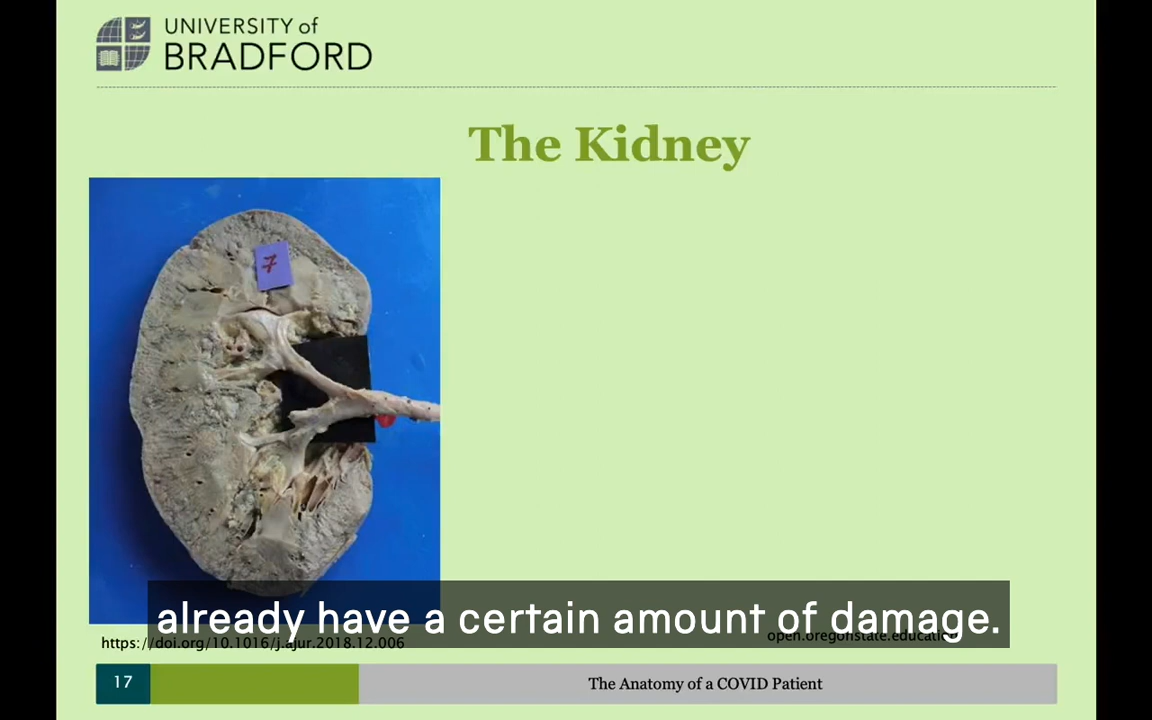 UNIVERSITY of
BRADFORD
The Kidney
7
already have a certain amount of damage.
https://doi.org/10.1016/j.ajur.2018.12.006
open.oregonstate.education
17
The Anatomy of a COVID Patient